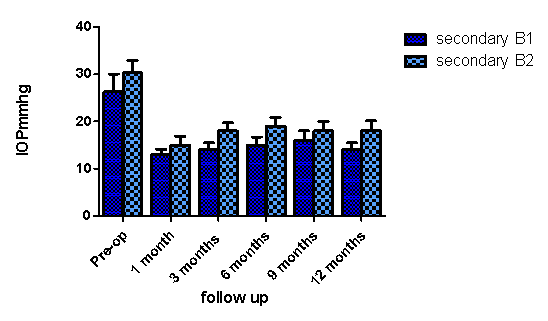 40
30
20
10
0
IOPmmhg
Pre-op
1 month
3 months
6 months
9 months
12 months
follow up
secondary B1
secondary B2